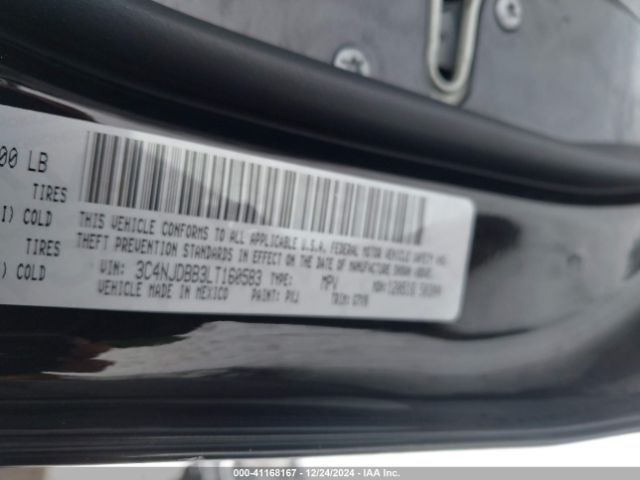 00 LB
TIRES
I) COLD
TIRES
) COLD
THIS VEHICLE CONFORMS TO ALL APPLICABLE U.S.A. FEDERAL MOTOR VEHICLE SAFETY AND
THEFT PREVENTION STANDARDS IN EFFECT ON THE DATE OF MANUFACTURE SHOWN ABOVE.
VIN: 3C4NJDBB3LT160583 TYPE: MPV
VEHICLE MADE IN MEXICO PAINT: PXJ TRIM:
000-41168167 • 12/24/2024 • IAA Inc.